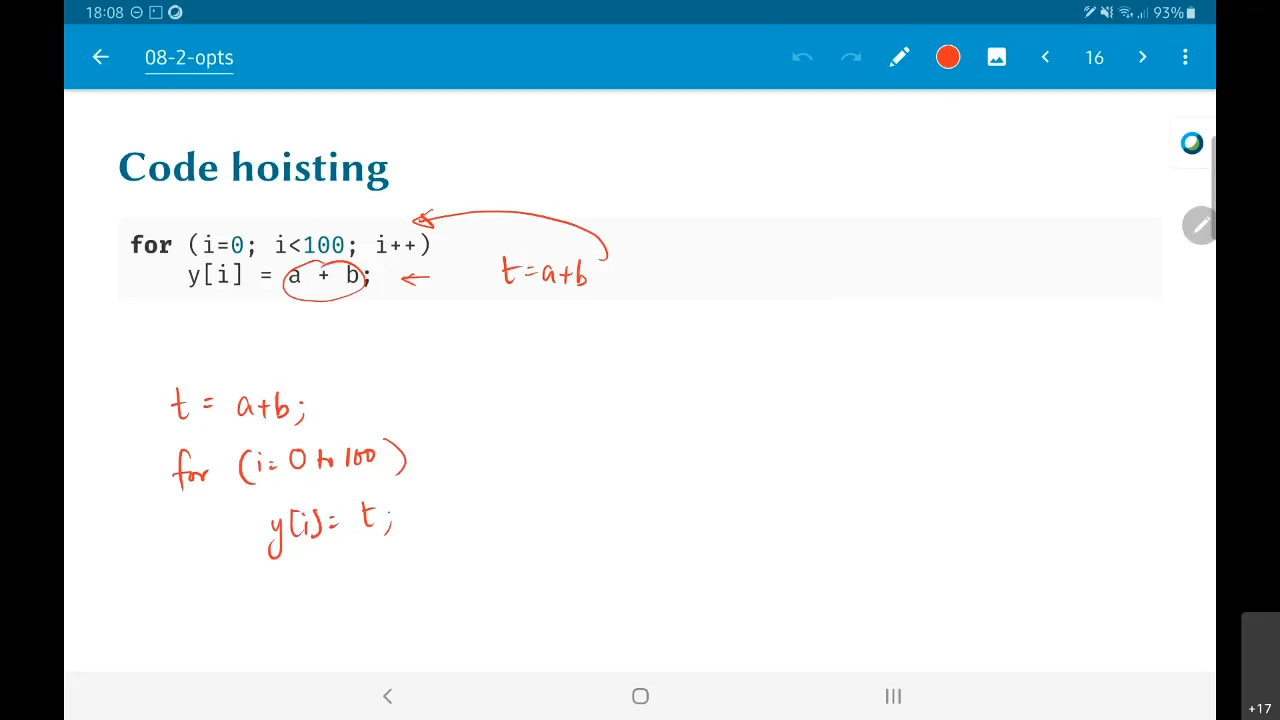 18:08 93%
08-2-opts 16
Code hoisting
for (i=0; i<100; i++)
y[i] = a + b; t=a+b
t = a+b;
for (i=0 to 100)
y[i]= t;
+17